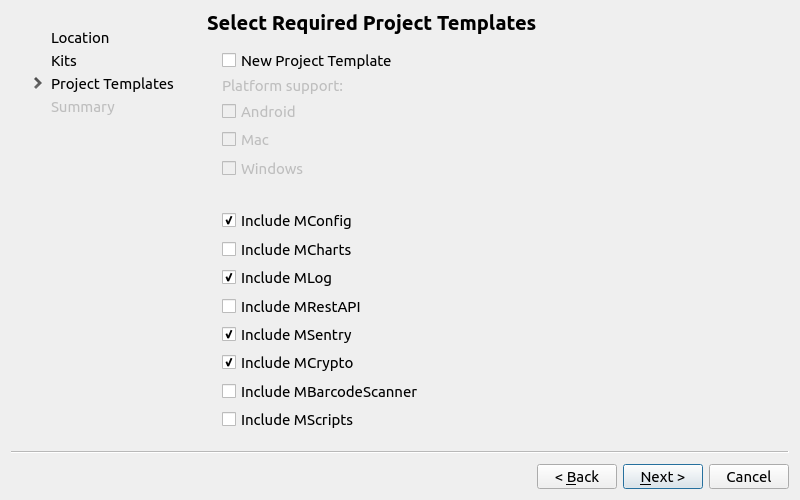 Location
Kits
Project Templates
Summary
Select Required Project Templates
New Project Template
Platform support:
Android
Mac
Windows
Include MConfig
Include MCharts
Include MLog
Include MRestAPI
Include MSentry
Include MCrypto
Include MBarcodeScanner
Include MScripts
< Back
Next >
Cancel